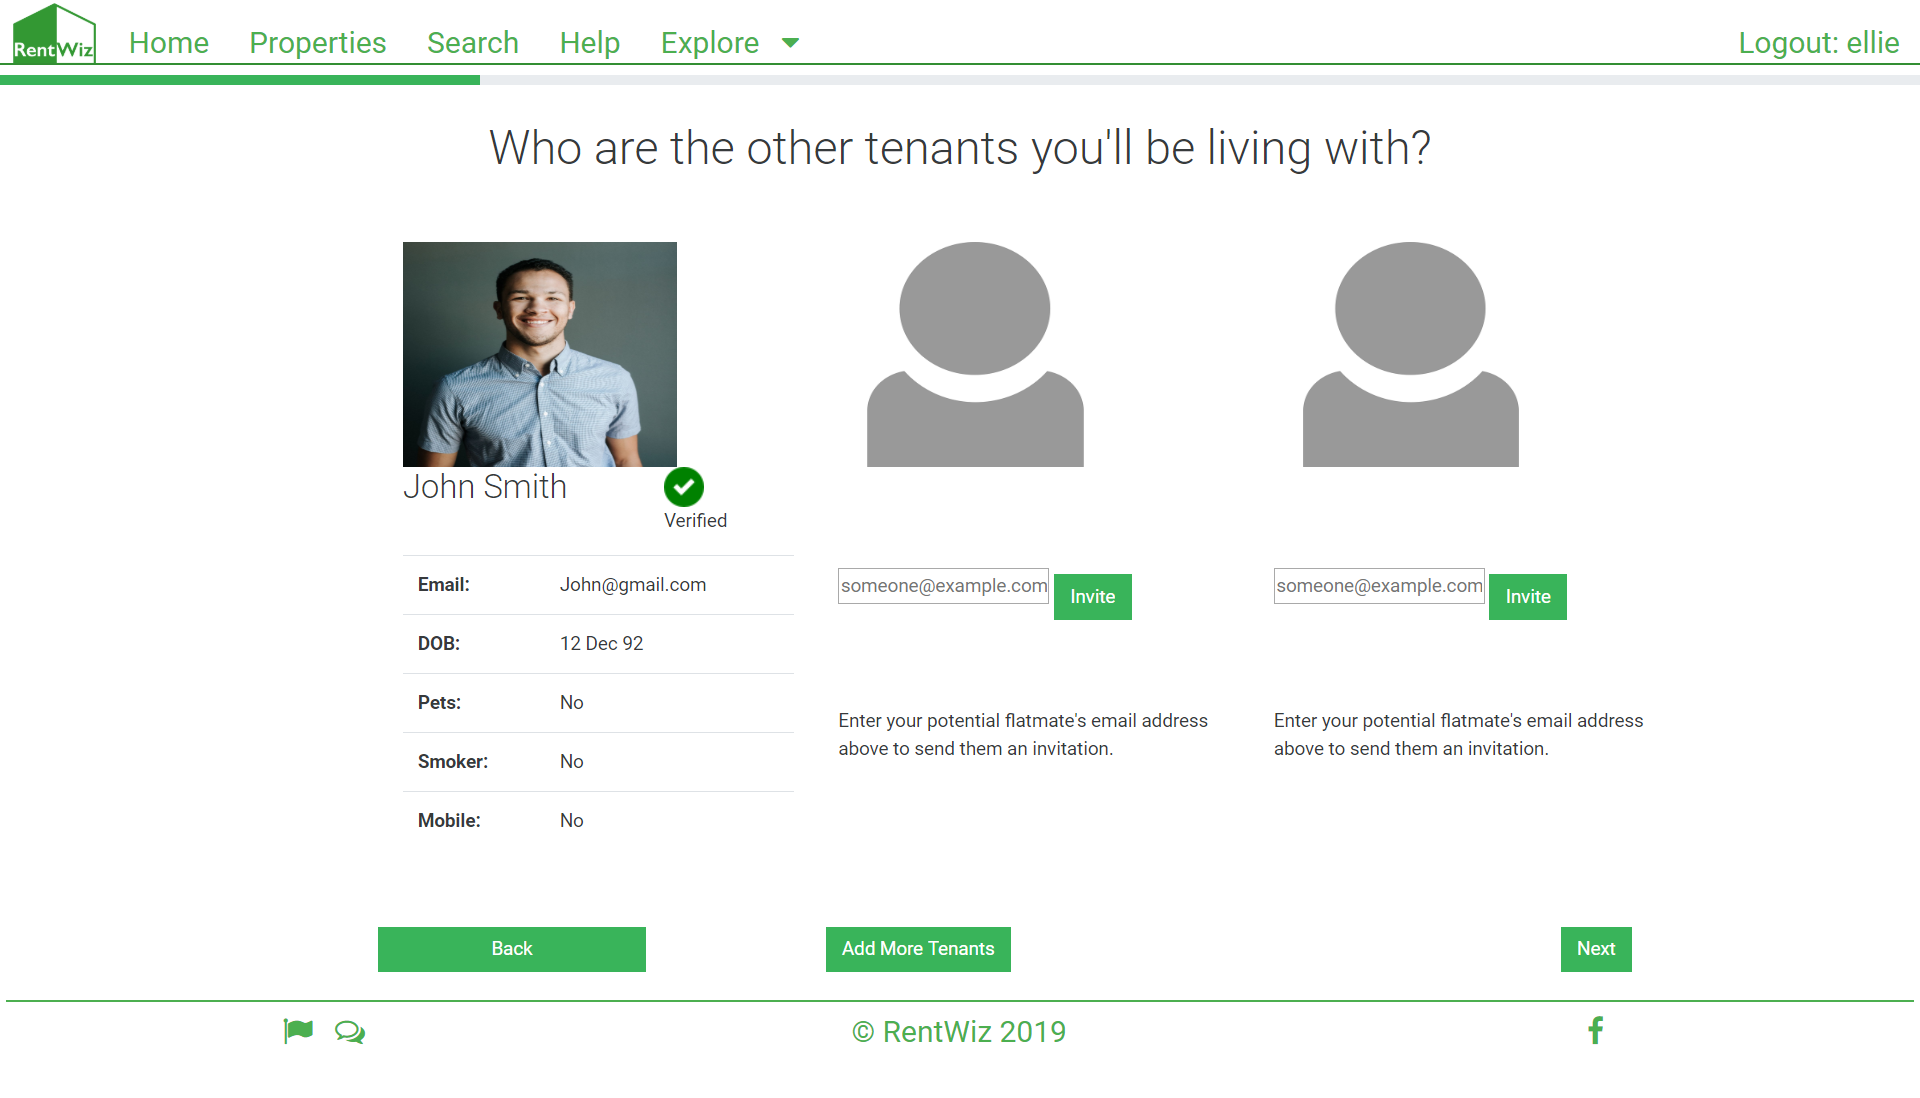 RentWiz
Home Properties Search Help Explore
Logout: ellie
Who are the other tenants you'll be living with?
John Smith
Verified
Email: John@gmail.com
DOB: 12 Dec 92
Pets: No
Smoker: No
Mobile: No
someone@example.com Invite
Enter your potential flatmate's email address
above to send them an invitation.
someone@example.com Invite
Enter your potential flatmate's email address
above to send them an invitation.
Back
Add More Tenants
Next
© RentWiz 2019